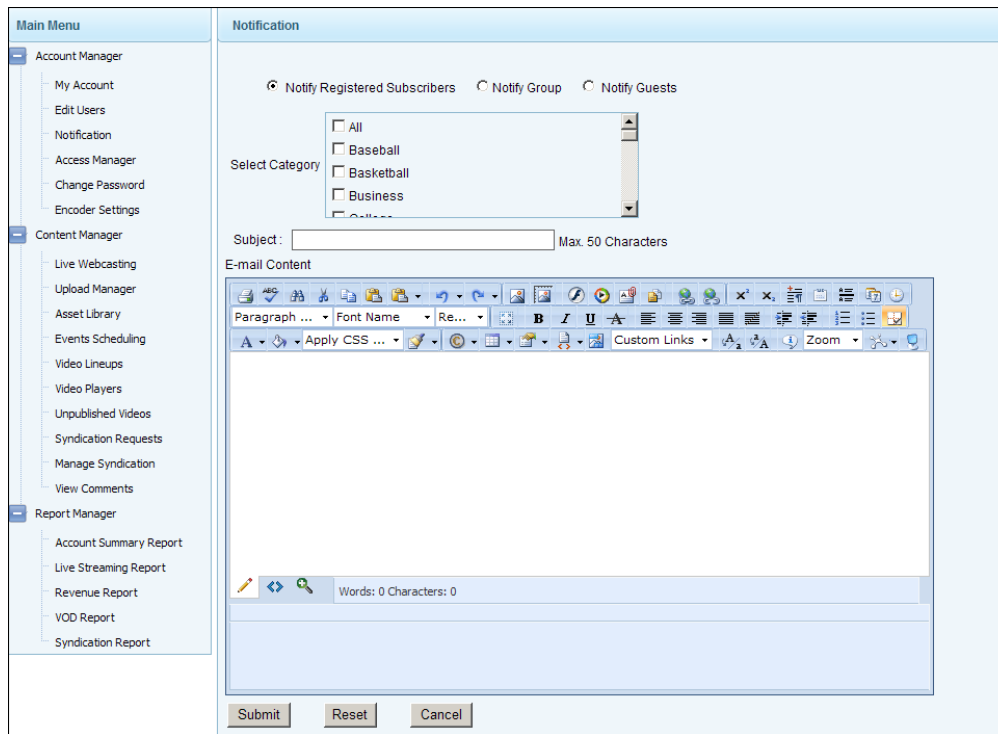 Main Menu
Account Manager
My Account
Edit Users
Notification
Access Manager
Change Password
Encoder Settings
Content Manager
Live Webcasting
Upload Manager
Asset Library
Events Scheduling
Video Lineups
Video Players
Unpublished Videos
Syndication Requests
Manage Syndication
View Comments
Report Manager
Account Summary Report
Live Streaming Report
Revenue Report
VOD Report
Syndication Report
Notification
Notify Registered Subscribers Notify Group Notify Guests
Select Category
All
Baseball
Basketball
Business
College
Subject : Max. 50 Characters
E-mail Content
Paragraph ... Font Name Re... B I U A
A Apply CSS ... Custom Links Zoom
Words: 0 Characters: 0
Submit Reset Cancel